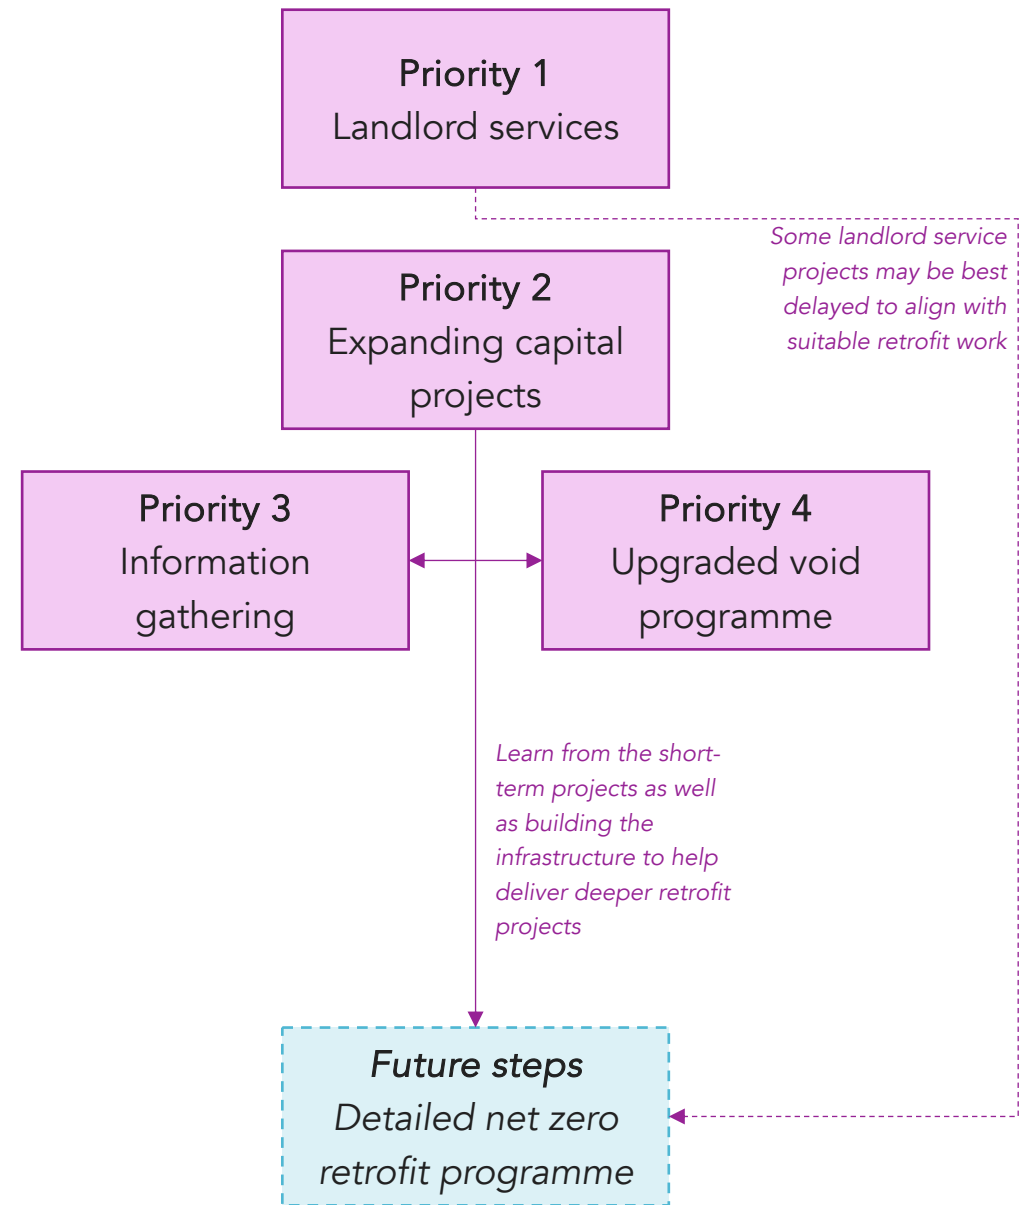 Priority 1
Landlord services
Some landlord service
projects may be best
delayed to align with
suitable retrofit work
Priority 2
Expanding capital
projects
Priority 3
Information
gathering
Priority 4
Upgraded void
programme
Learn from the short-
term projects as well
as building the
infrastructure to help
deliver deeper retrofit
projects
Future steps
Detailed net zero
retrofit programme